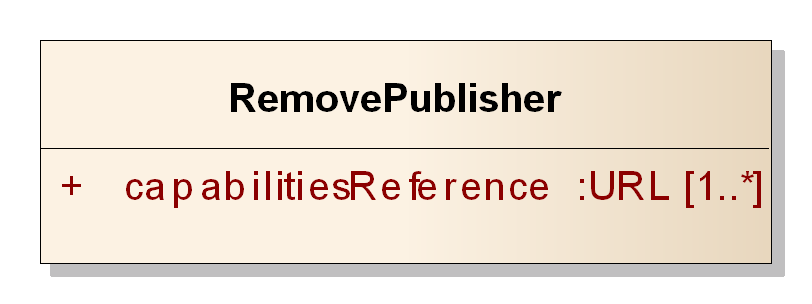 RemovePublisher
+ capabilitiesReference :URL [1..*]